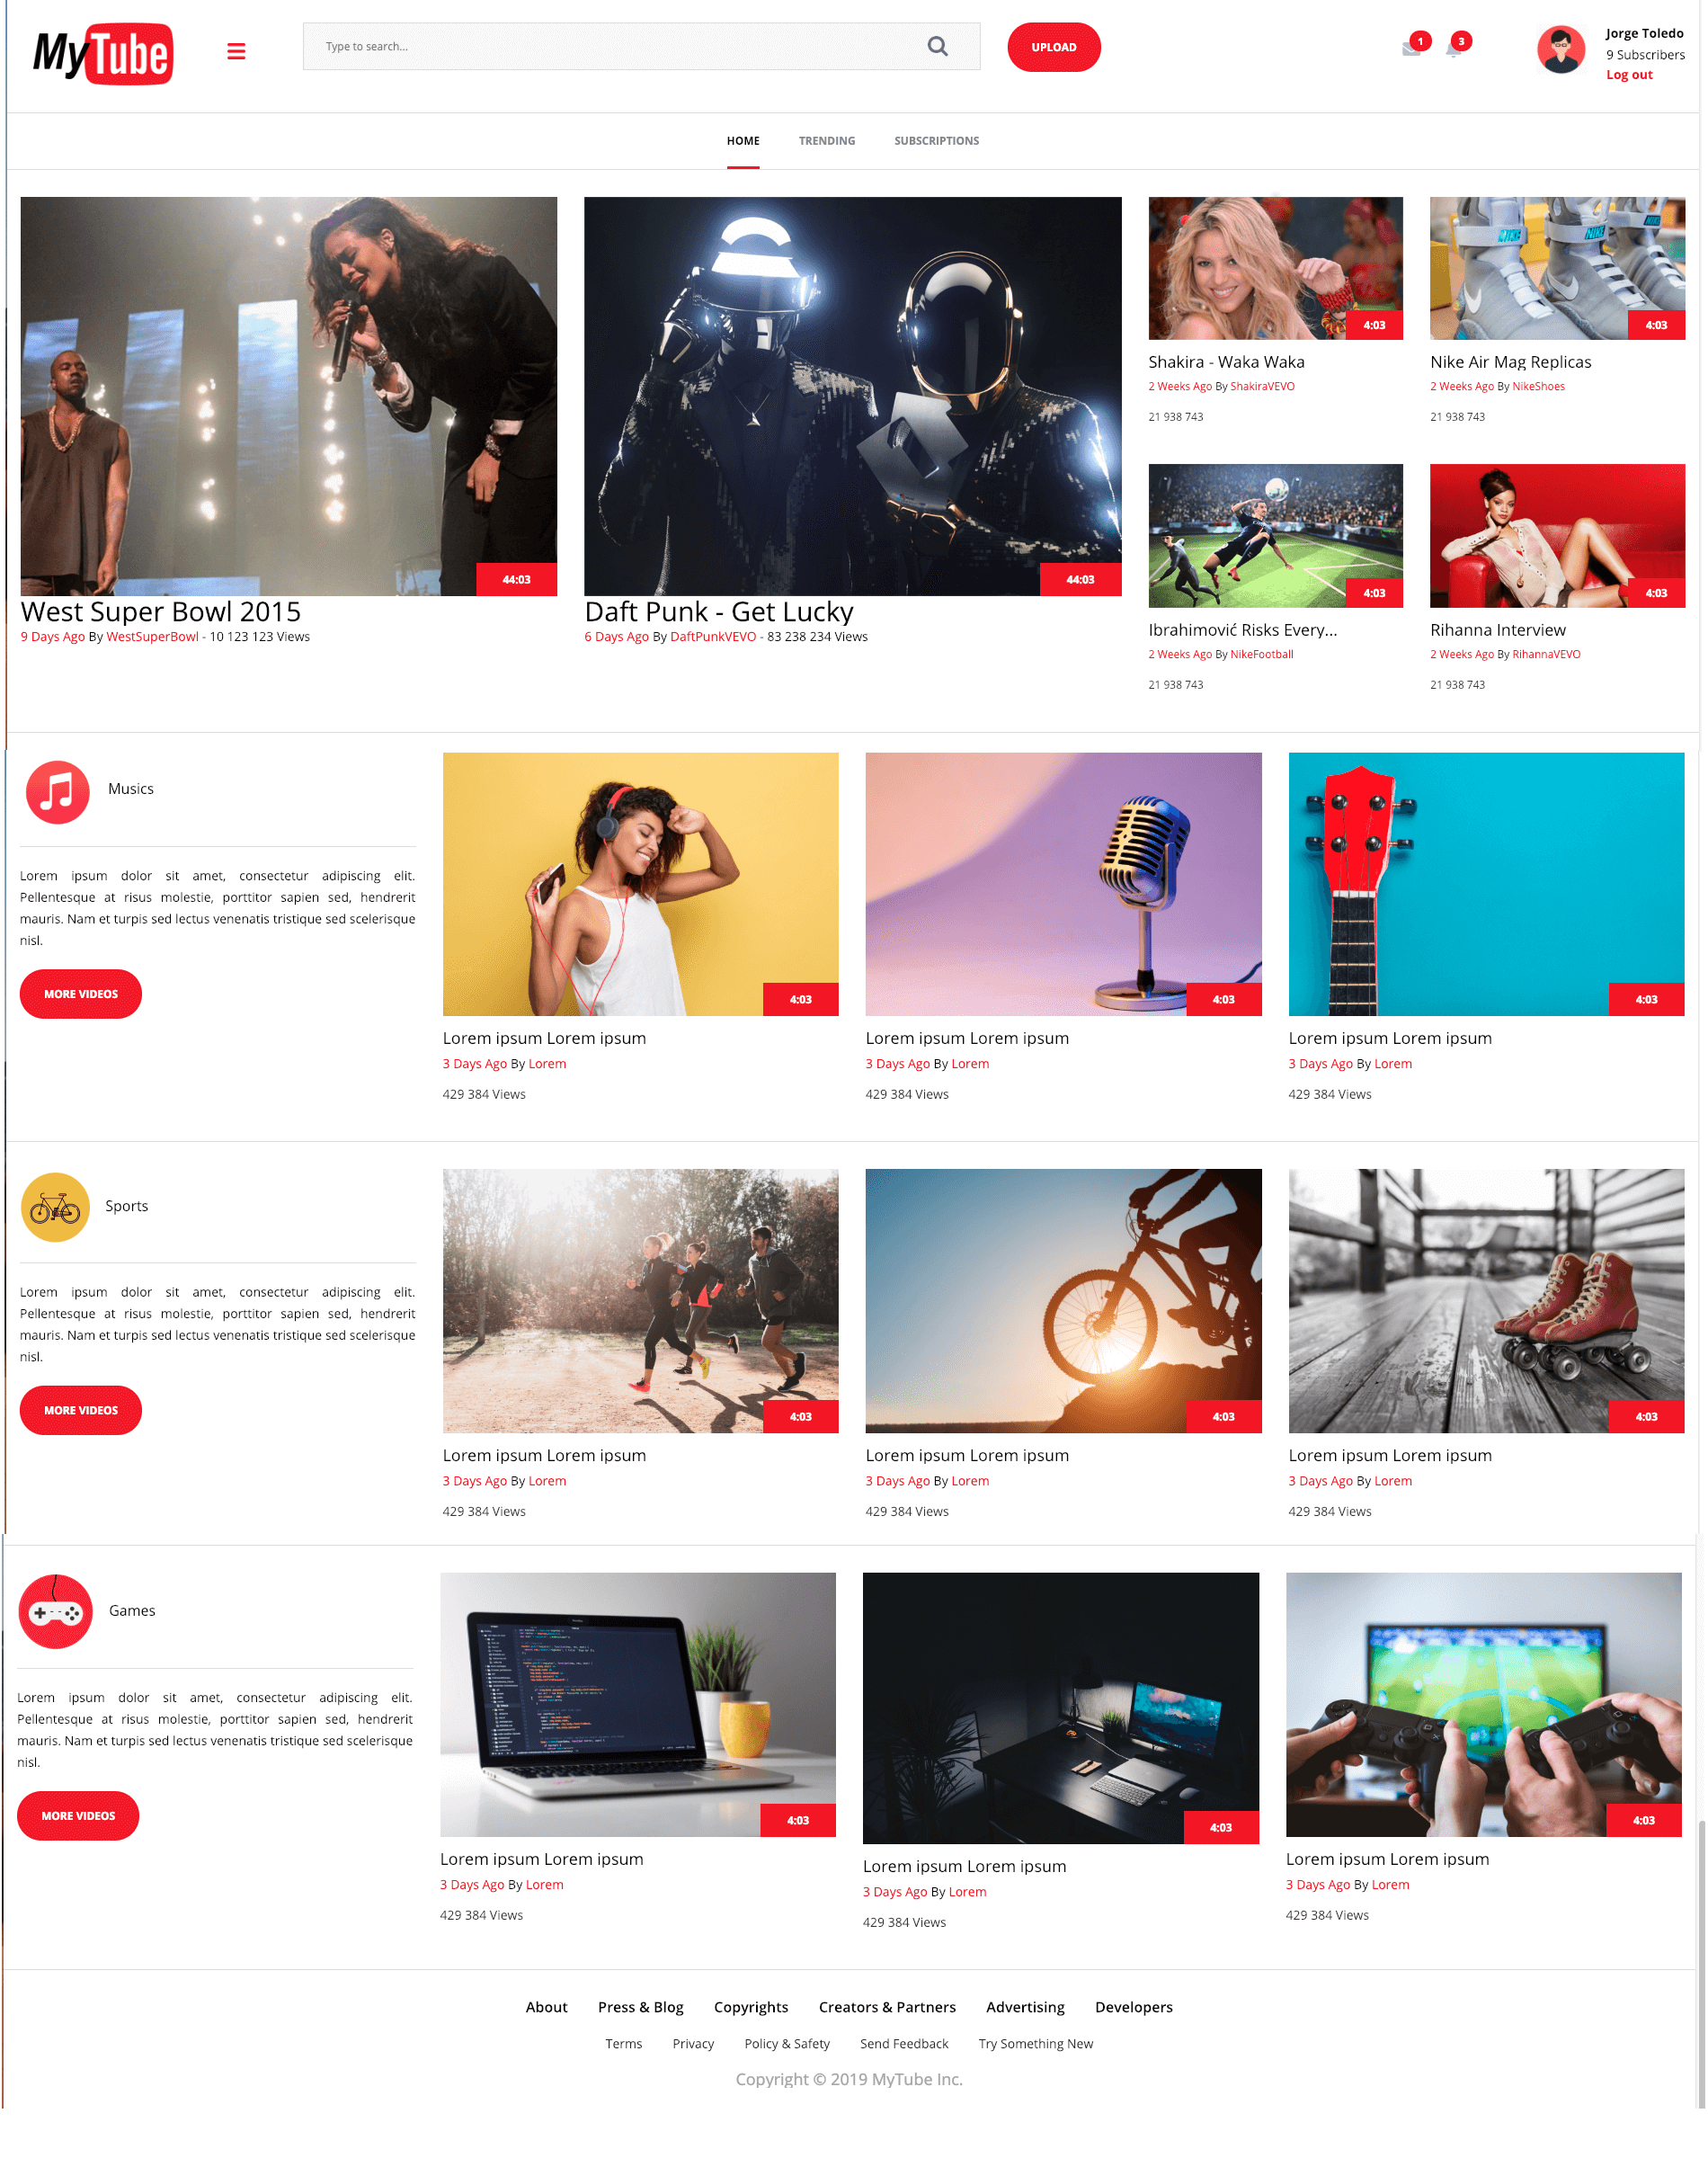 MyTube
Type to search...
UPLOAD
1
3
Jorge Toledo
9 Subscribers
Log out
HOME TRENDING SUBSCRIPTIONS
44:03
West Super Bowl 2015
9 Days Ago By WestSuperBowl - 10 123 123 Views
44:03
Daft Punk - Get Lucky
6 Days Ago By DaftPunkVEVO - 83 238 234 Views
4:03
Shakira - Waka Waka
2 Weeks Ago By ShakiraVEVO
21 938 743
NIKE
NIKE
NIKE
4:03
Nike Air Mag Replicas
2 Weeks Ago By NikeShoes
21 938 743
4:03
Ibrahimović Risks Every...
2 Weeks Ago By NikeFootball
21 938 743
4:03
Rihanna Interview
2 Weeks Ago By RihannaVEVO
21 938 743
Musics
Lorem ipsum dolor sit amet, consectetur adipiscing elit.
Pellentesque at risus molestie, porttitor sapien sed, hendrerit
mauris. Nam et turpis sed lectus venenatis tristique sed scelerisque
nisl.
MORE VIDEOS
4:03
Lorem ipsum Lorem ipsum
3 Days Ago By Lorem
429 384 Views
4:03
Lorem ipsum Lorem ipsum
3 Days Ago By Lorem
429 384 Views
4:03
Lorem ipsum Lorem ipsum
3 Days Ago By Lorem
429 384 Views
Sports
Lorem ipsum dolor sit amet, consectetur adipiscing elit.
Pellentesque at risus molestie, porttitor sapien sed, hendrerit
mauris. Nam et turpis sed lectus venenatis tristique sed scelerisque
nisl.
MORE VIDEOS
4:03
Lorem ipsum Lorem ipsum
3 Days Ago By Lorem
429 384 Views
4:03
Lorem ipsum Lorem ipsum
3 Days Ago By Lorem
429 384 Views
4:03
Lorem ipsum Lorem ipsum
3 Days Ago By Lorem
429 384 Views
Games
Lorem ipsum dolor sit amet, consectetur adipiscing elit.
Pellentesque at risus molestie, porttitor sapien sed, hendrerit
mauris. Nam et turpis sed lectus venenatis tristique sed scelerisque
nisl.
MORE VIDEOS
4:03
Lorem ipsum Lorem ipsum
3 Days Ago By Lorem
429 384 Views
4:03
Lorem ipsum Lorem ipsum
3 Days Ago By Lorem
429 384 Views
4:03
Lorem ipsum Lorem ipsum
3 Days Ago By Lorem
429 384 Views
About Press & Blog Copyrights Creators & Partners Advertising Developers
Terms Privacy Policy & Safety Send Feedback Try Something New
Copyright © 2019 MyTube Inc.